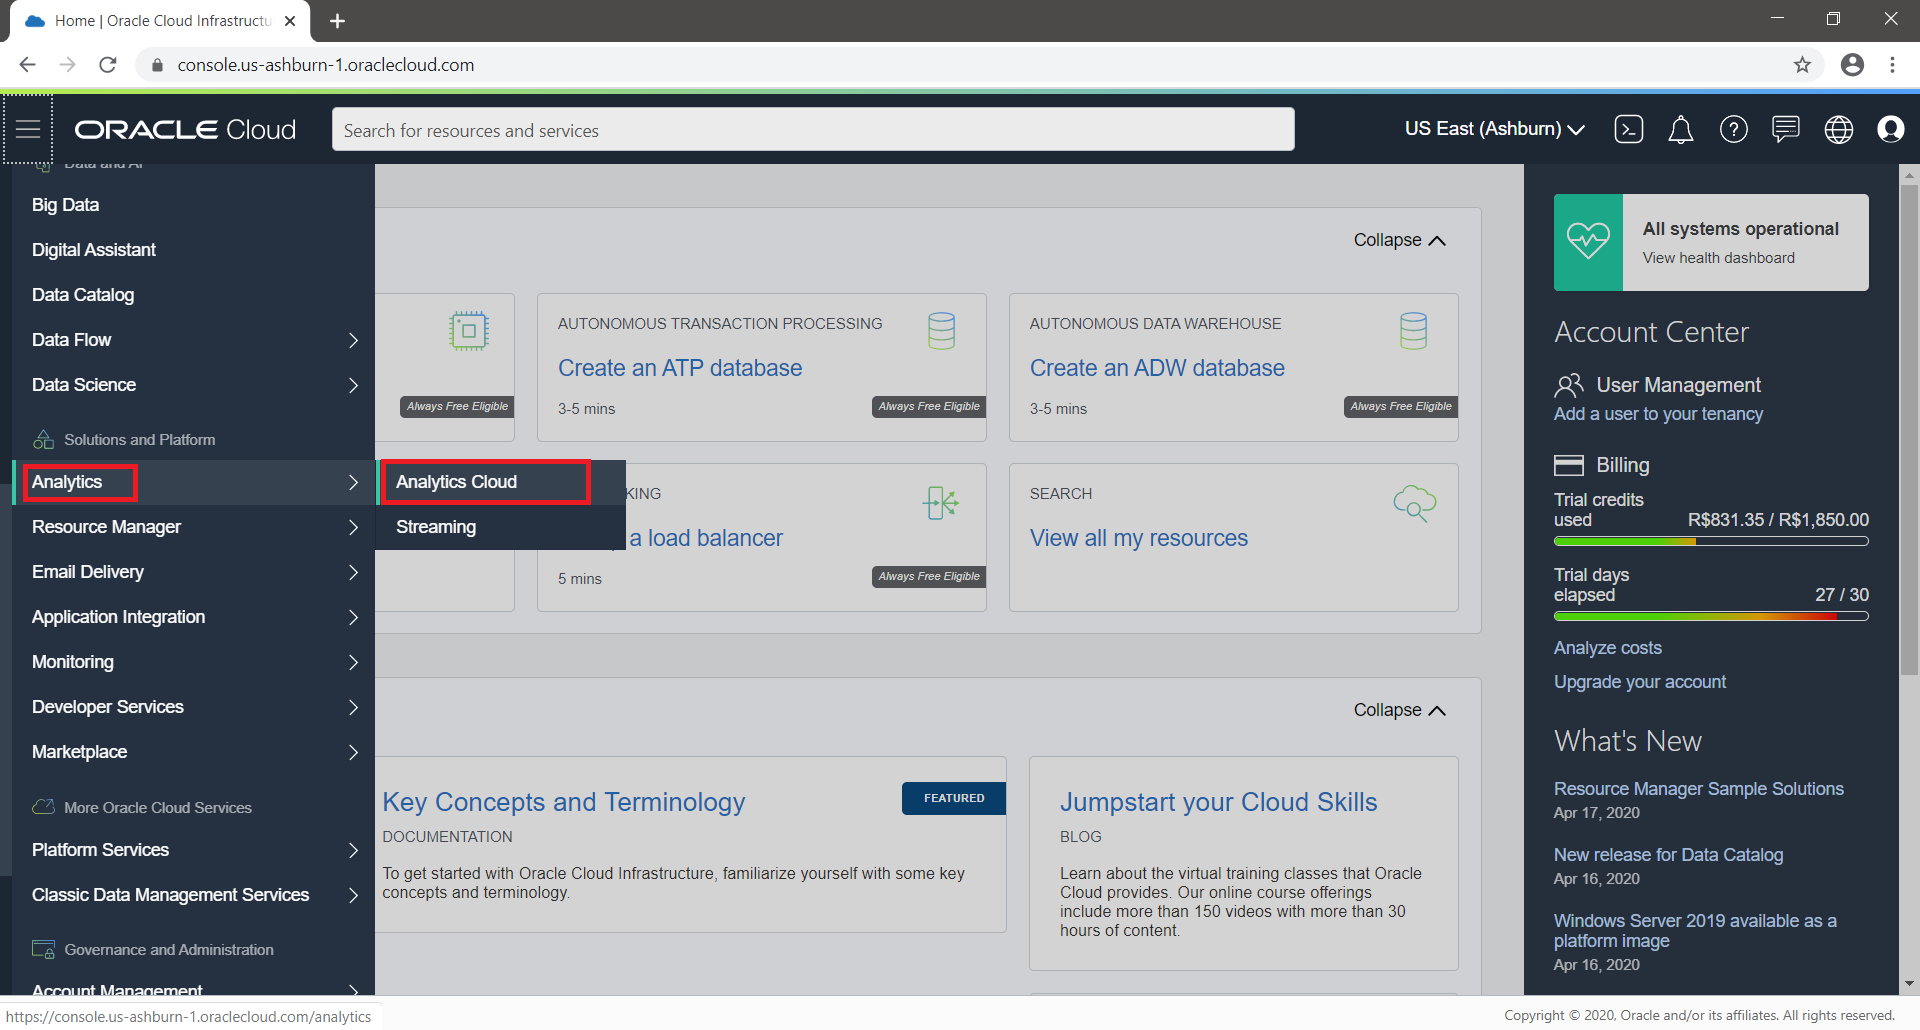 Home | Oracle Cloud Infrastructu
console.us-ashburn-1.oraclecloud.com
ORACLE Cloud
Search for resources and services
US East (Ashburn)
Data and AI
Big Data
Digital Assistant
Data Catalog
Data Flow
Data Science
Solutions and Platform
Analytics
Resource Manager
Email Delivery
Application Integration
Monitoring
Developer Services
Marketplace
More Oracle Cloud Services
Platform Services
Classic Data Management Services
Governance and Administration
Account Management
Analytics Cloud
Streaming
Collapse
Always Free Eligible
AUTONOMOUS TRANSACTION PROCESSING
Create an ATP database
3-5 mins
Always Free Eligible
AUTONOMOUS DATA WAREHOUSE
Create an ADW database
3-5 mins
Always Free Eligible
KING
a load balancer
5 mins
Always Free Eligible
SEARCH
View all my resources
Collapse
Key Concepts and Terminology
FEATURED
DOCUMENTATION
To get started with Oracle Cloud Infrastructure, familiarize yourself with some key
concepts and terminology.
Jumpstart your Cloud Skills
BLOG
Learn about the virtual training classes that Oracle
Cloud provides. Our online course offerings
include more than 150 videos with more than 30
hours of content.
All systems operational
View health dashboard
Account Center
User Management
Add a user to your tenancy
Billing
Trial credits
used
R$831.35 / R$1,850.00
Trial days
elapsed
27 / 30
Analyze costs
Upgrade your account
What's New
Resource Manager Sample Solutions
Apr 17, 2020
New release for Data Catalog
Apr 16, 2020
Windows Server 2019 available as a
platform image
Apr 16, 2020
https://console.us-ashburn-1.oraclecloud.com/analytics
Copyright © 2020, Oracle and/or its affiliates. All rights reserved.